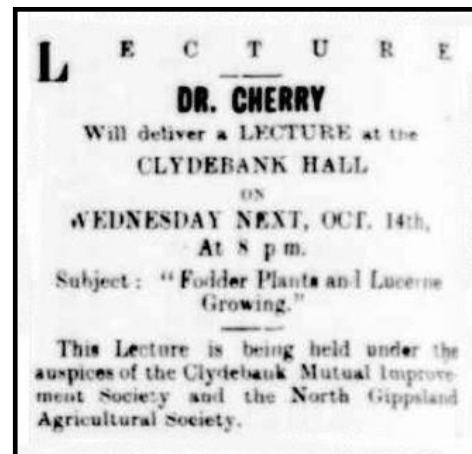 LECTURE
DR. CHERRY
Will deliver a LECTURE at the
CLYDEBANK HALL
ON
WEDNESDAY NEXT, OCT. 14th,
At 8 p m.
Subject: "Fodder Plants and Lucerne
Growing."
This Lecture is being held under the
auspices of the Clydebank Mutual Improve-
ment Society and the North Gippsland
Agricultural Society.